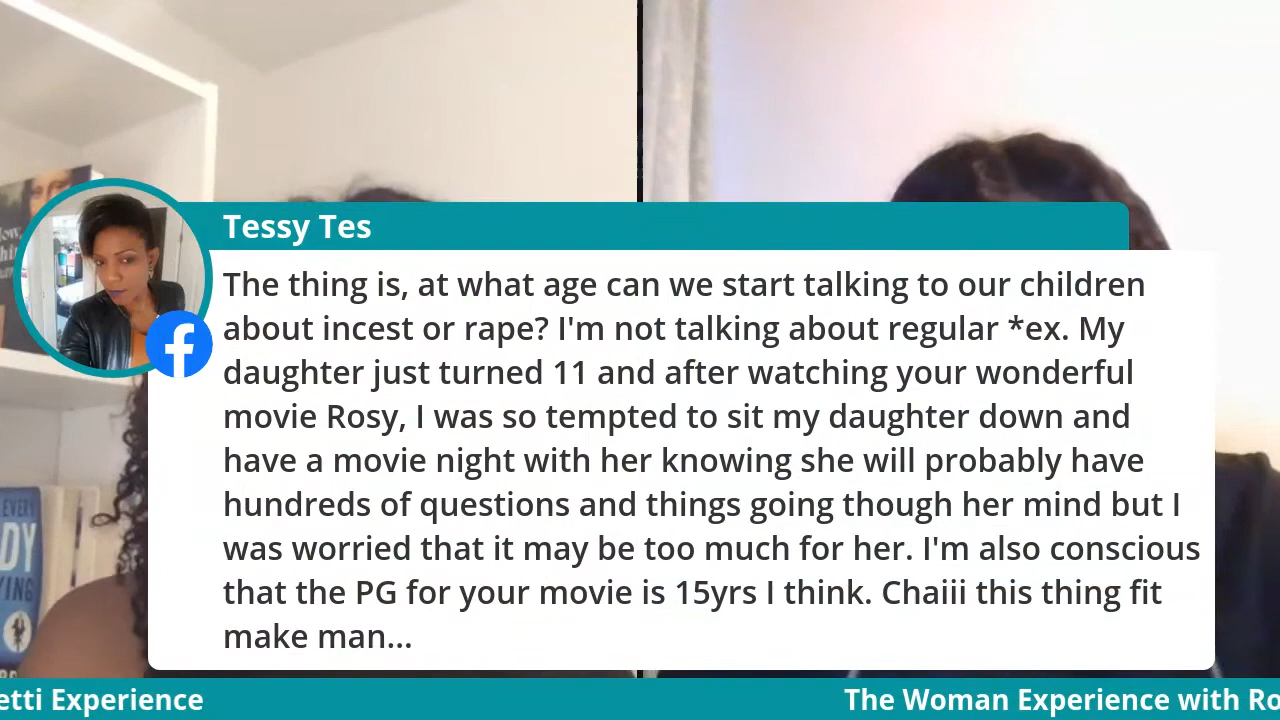 Tessy Tes
The thing is, at what age can we start talking to our children
about incest or rape? I'm not talking about regular *ex. My
daughter just turned 11 and after watching your wonderful
movie Rosy, I was so tempted to sit my daughter down and
have a movie night with her knowing she will probably have
hundreds of questions and things going though her mind but I
was worried that it may be too much for her. I'm also conscious
that the PG for your movie is 15yrs I think. Chaiii this thing fit
make man...
etti Experience
The Woman Experience with Ro